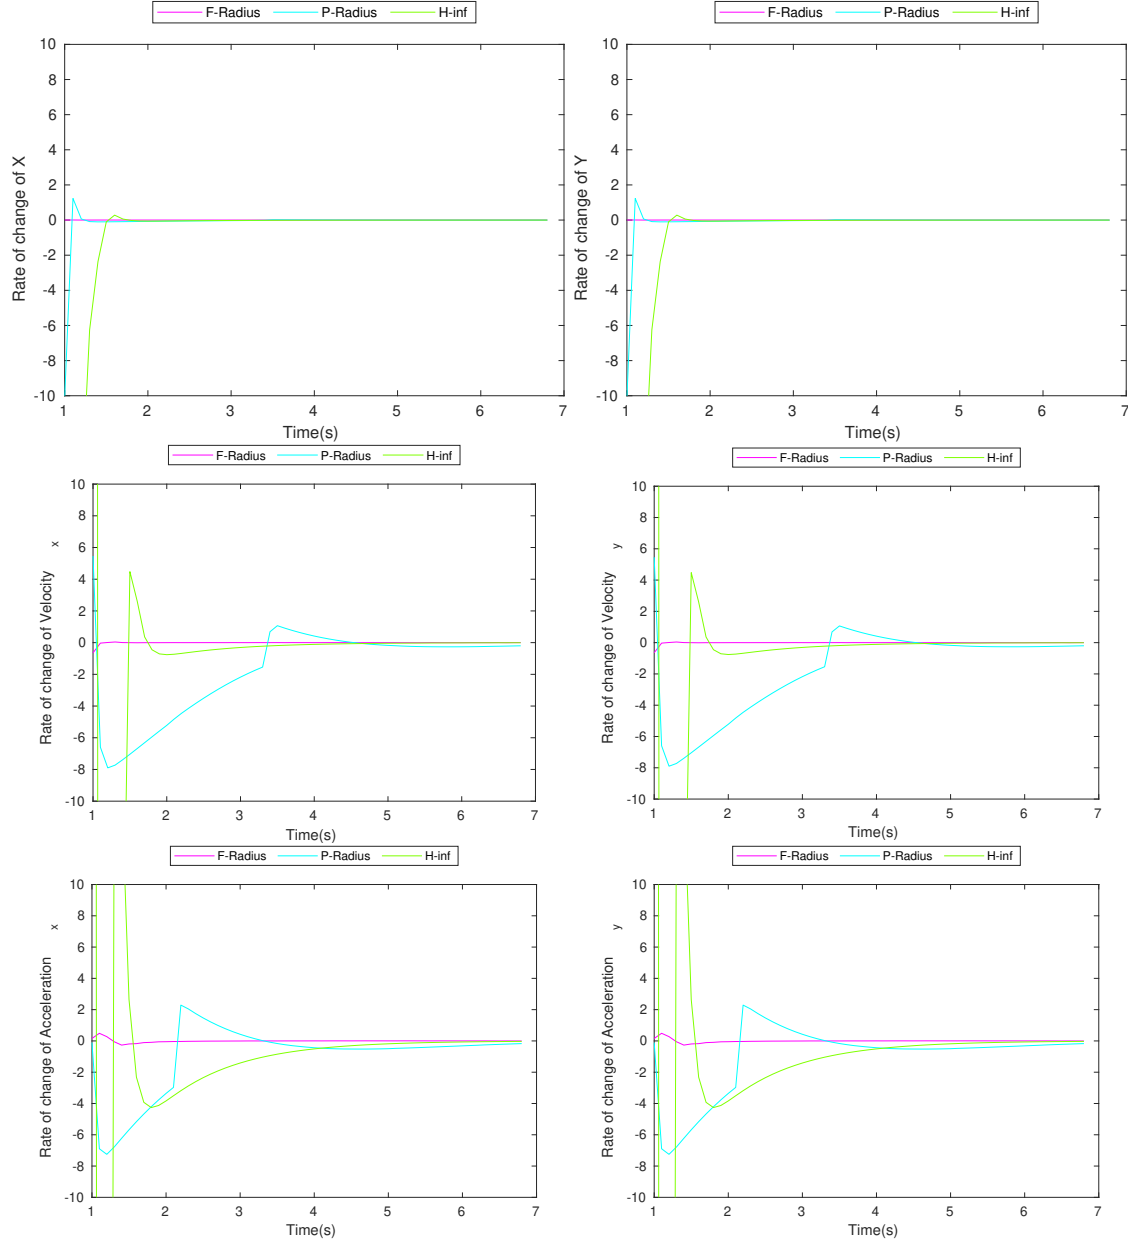 F-Radius P-Radius H-inf
10
8
6
4
2
0
-2
-4
-6
-8
-10
Rate of change of X
1 2 3 4 5 6 7
Time(s)
F-Radius P-Radius H-inf
10
8
6
4
2
0
-2
-4
-6
-8
-10
Rate of change of Y
1 2 3 4 5 6 7
Time(s)
F-Radius P-Radius H-inf
10
8
6
4
2
0
-2
-4
-6
-8
-10
Rate of change of Velocity x
1 2 3 4 5 6 7
Time(s)
F-Radius P-Radius H-inf
10
8
6
4
2
0
-2
-4
-6
-8
-10
Rate of change of Velocity y
1 2 3 4 5 6 7
Time(s)
F-Radius P-Radius H-inf
10
8
6
4
2
0
-2
-4
-6
-8
-10
Rate of change of Acceleration x
1 2 3 4 5 6 7
Time(s)
F-Radius P-Radius H-inf
10
8
6
4
2
0
-2
-4
-6
-8
-10
Rate of change of Acceleration y
1 2 3 4 5 6 7
Time(s)